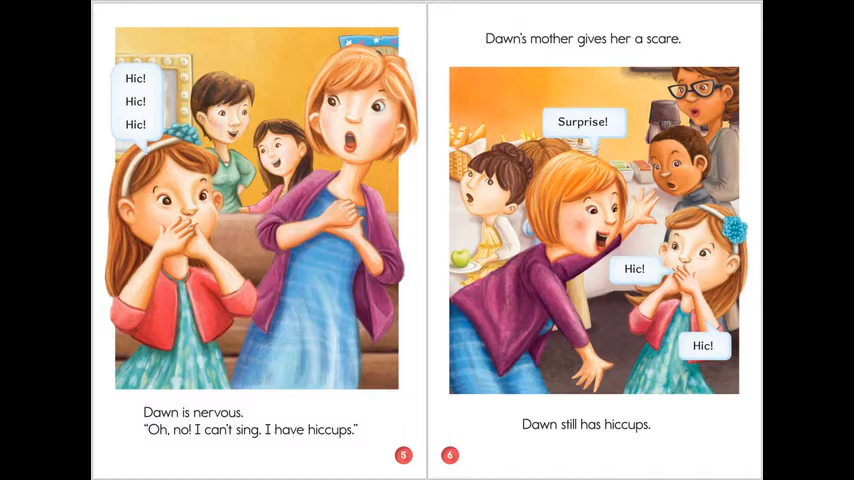 Hic!
Hic!
Hic!
Dawn is nervous.
“Oh, no! I can't sing. I have hiccups.”
5
Dawn's mother gives her a scare.
Surprise!
Hic!
Hic!
Dawn still has hiccups.
6